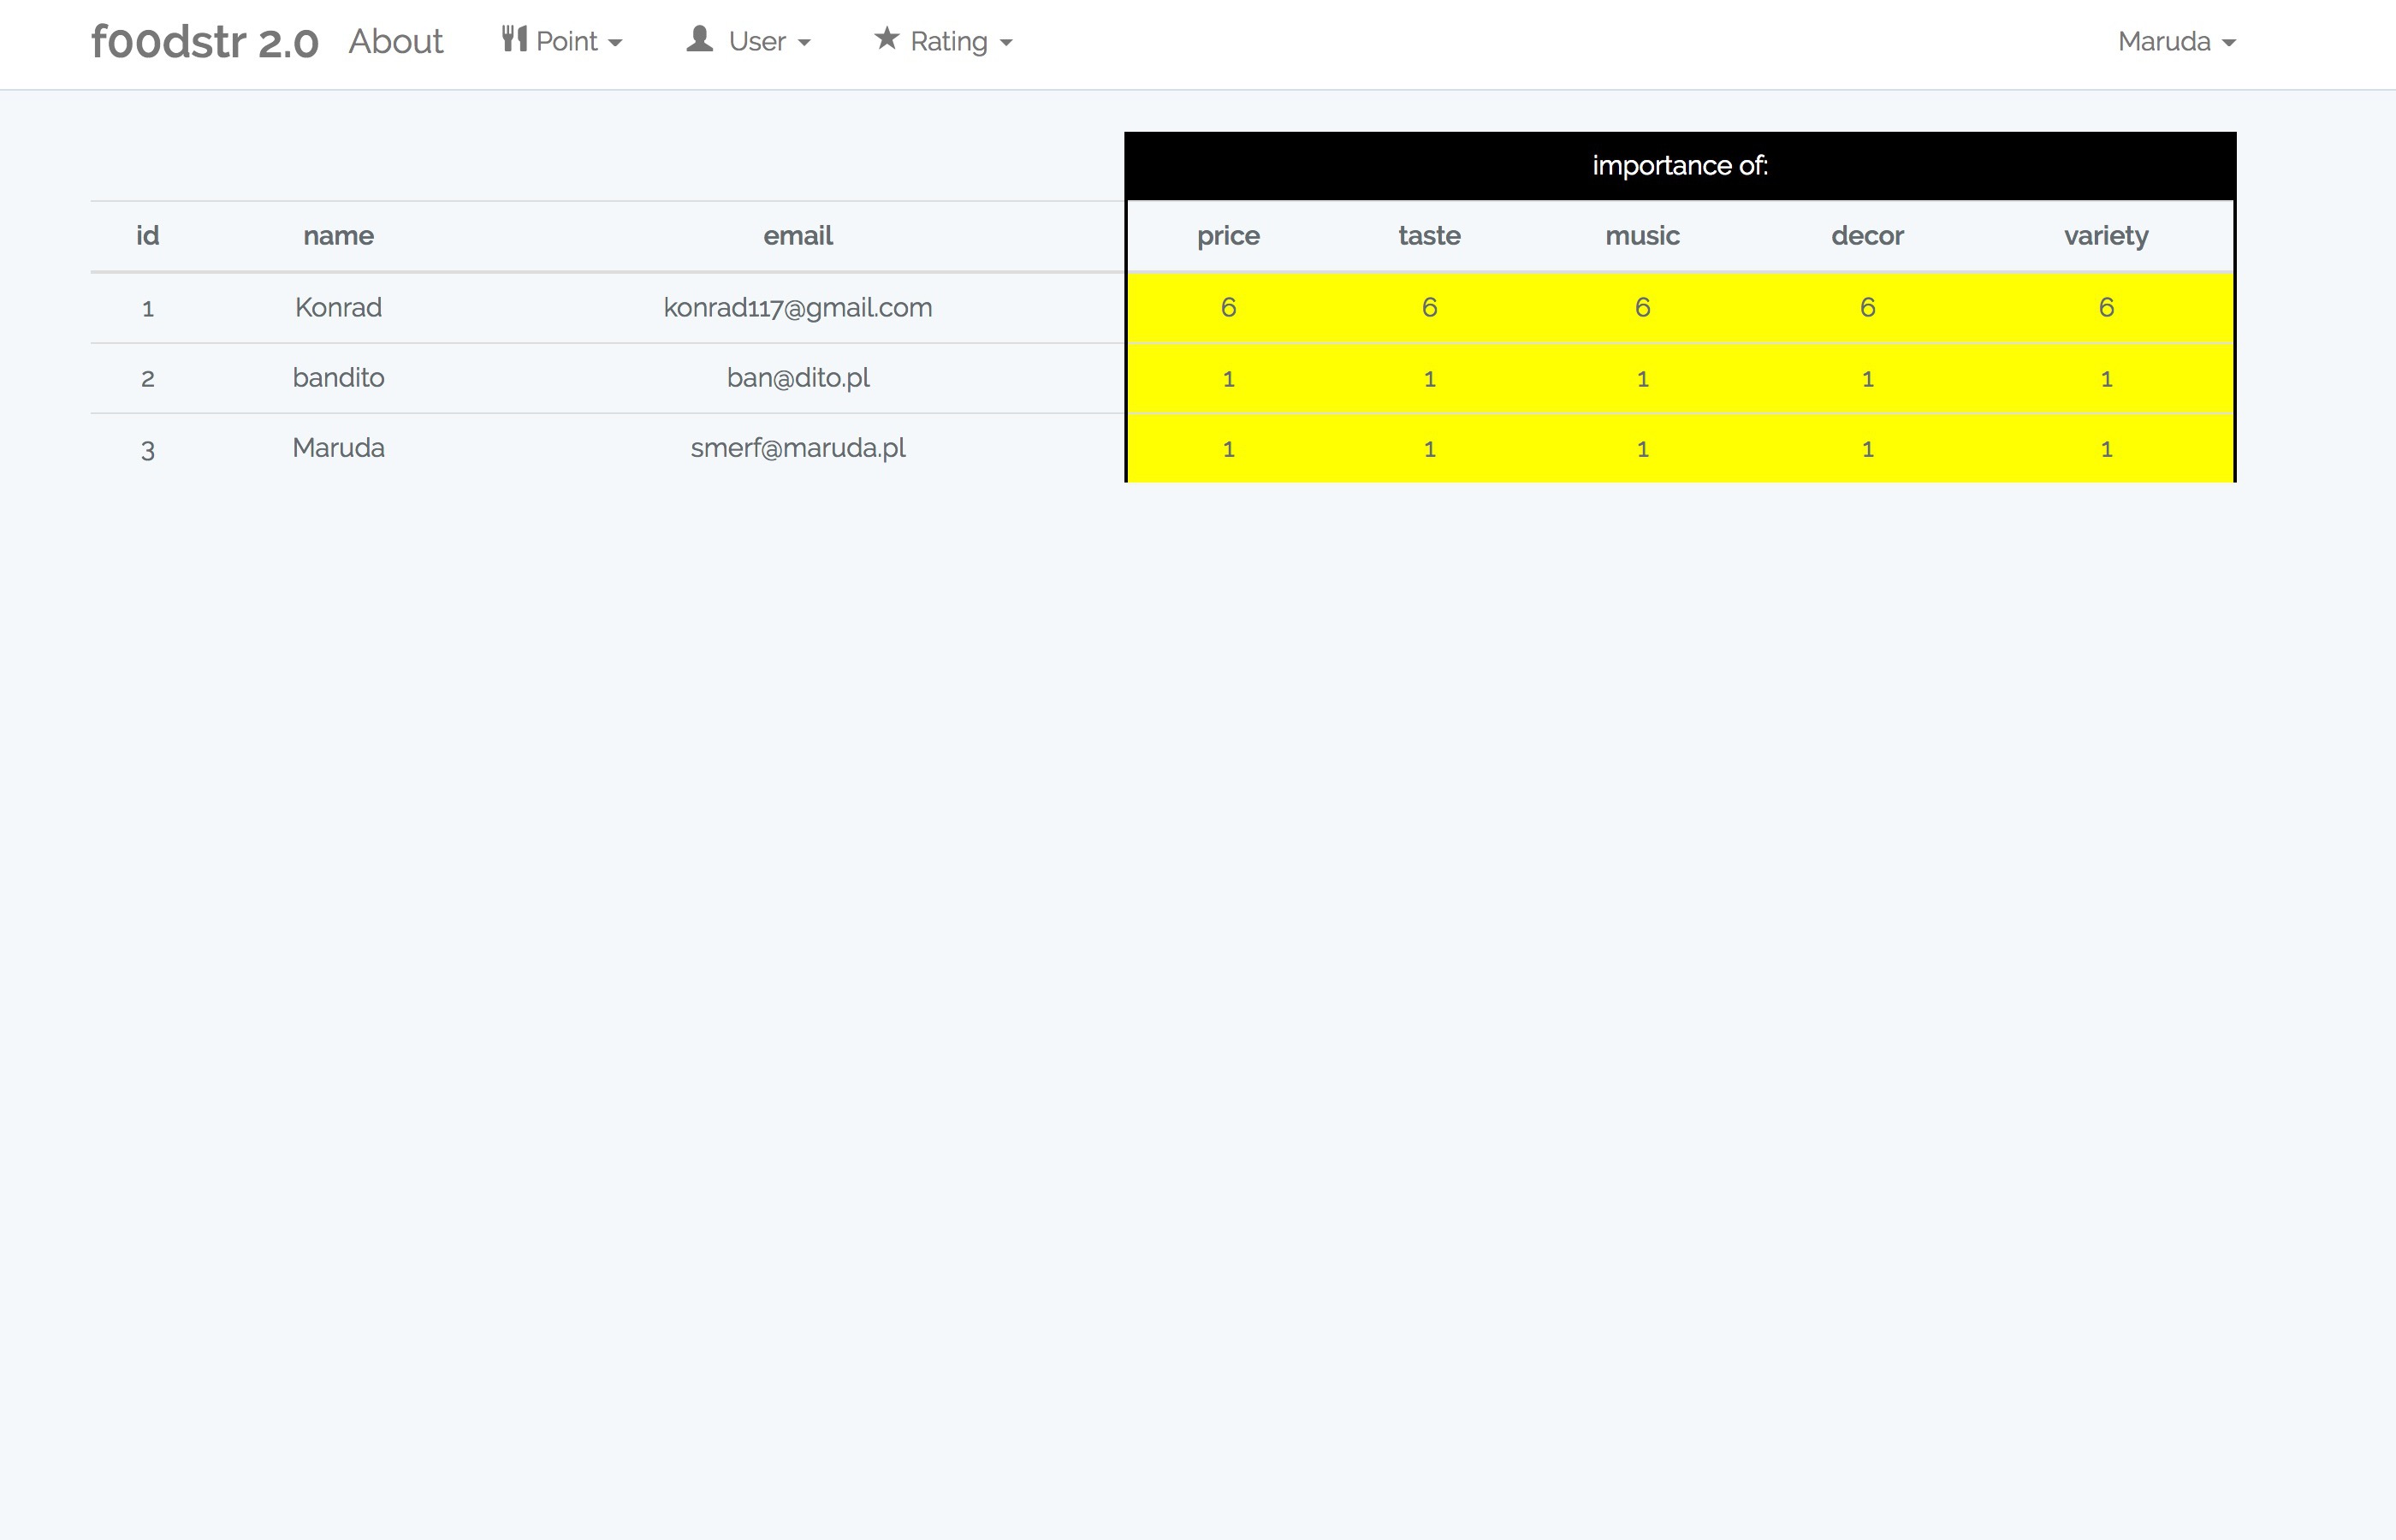 foodstr 2.0 About Point User Rating Maruda
importance of:
id name email price taste music decor variety
1 Konrad konrad117@gmail.com 6 6 6 6 6
2 bandito ban@dito.pl 1 1 1 1 1
3 Maruda smerf@maruda.pl 1 1 1 1 1